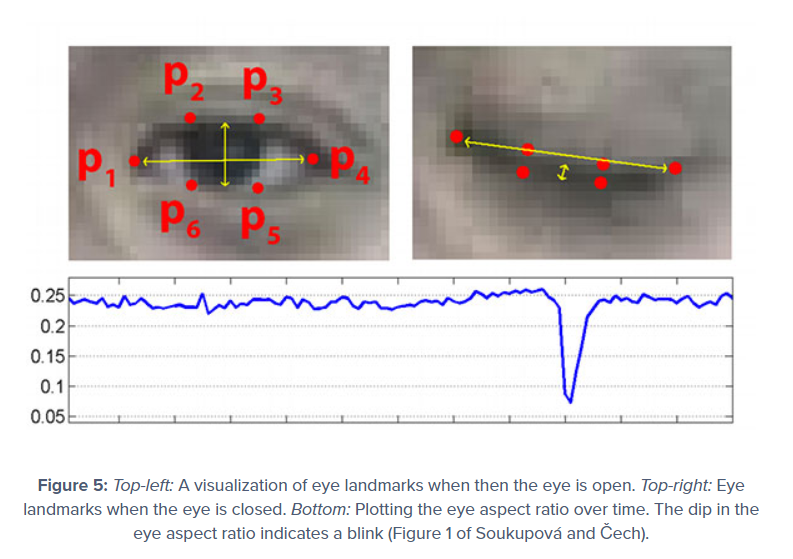 p2 p3
p1 p4
p6 p5
0.25
0.2
0.15
0.1
0.05
Figure 5: Top-left: A visualization of eye landmarks when then the eye is open. Top-right: Eye
landmarks when the eye is closed. Bottom: Plotting the eye aspect ratio over time. The dip in the
eye aspect ratio indicates a blink (Figure 1 of Soukupová and Čech).